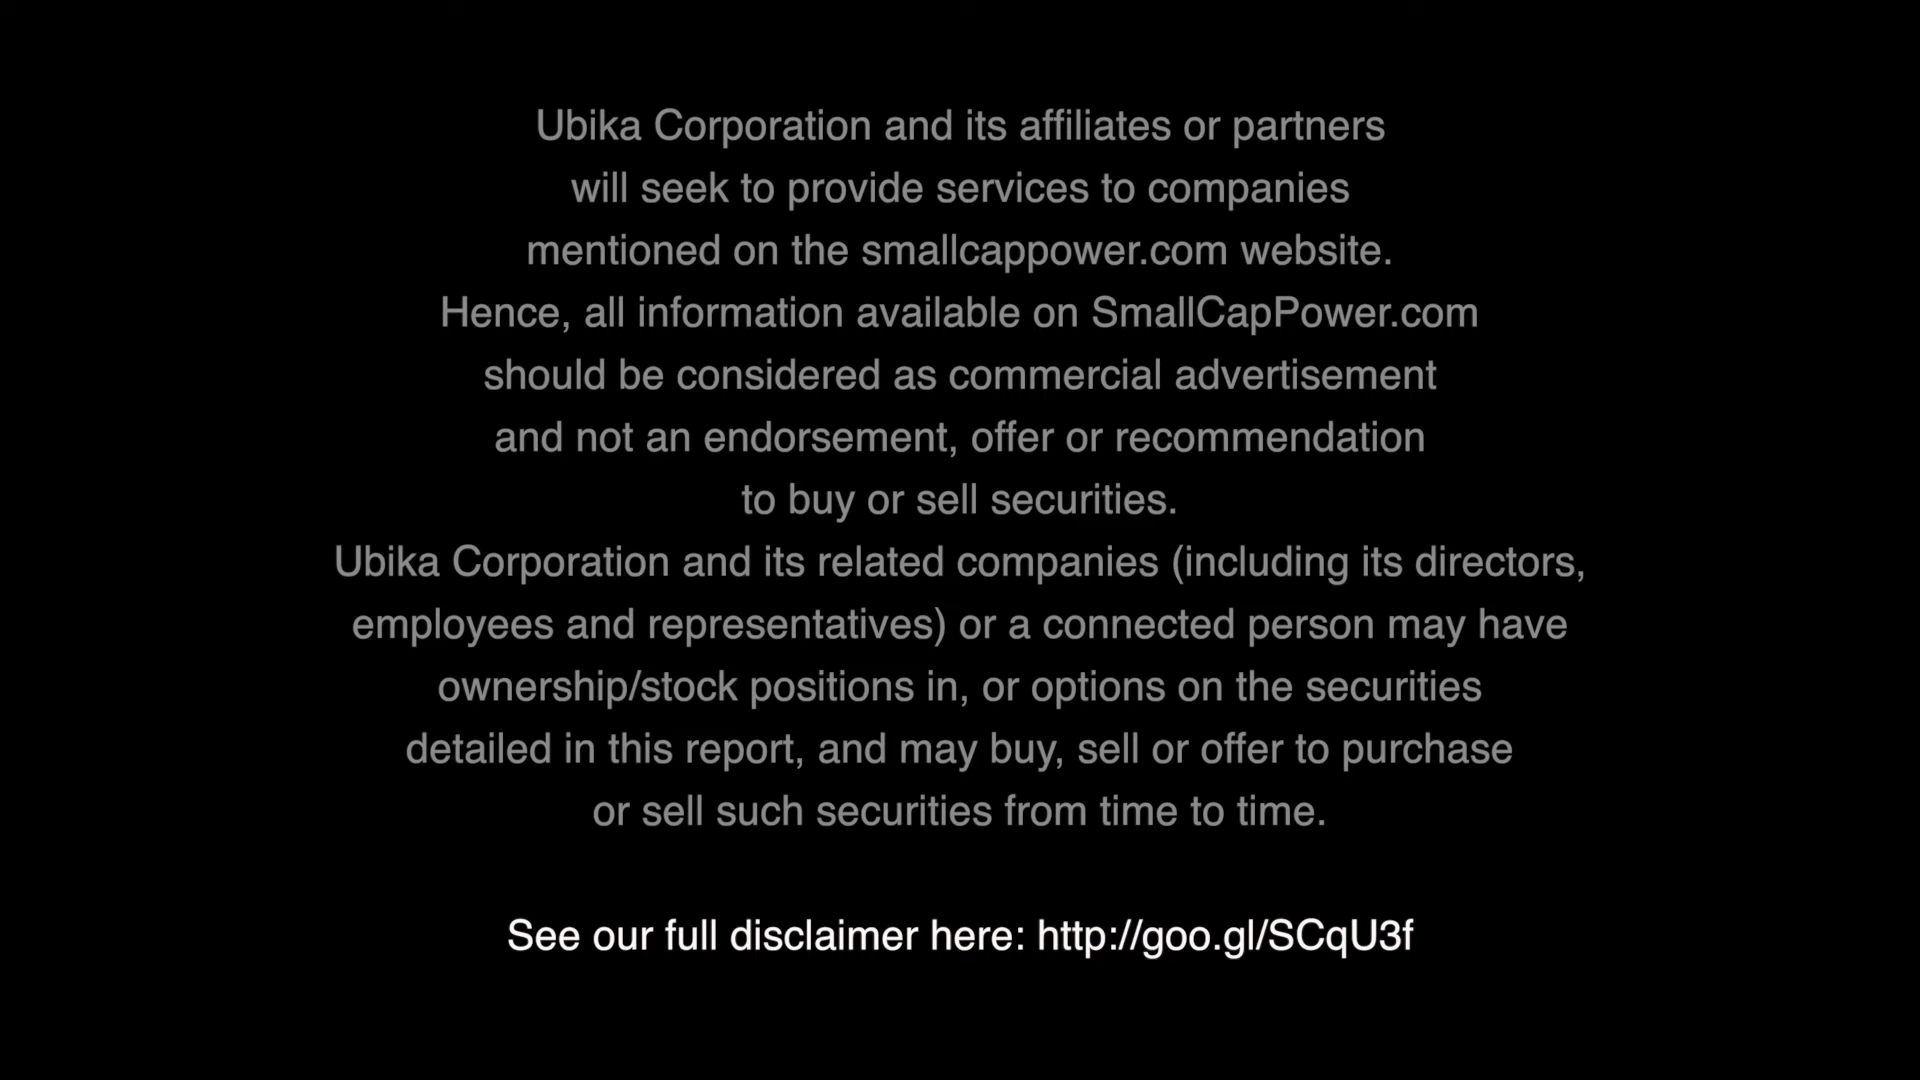 Ubika Corporation and its affiliates or partners
will seek to provide services to companies
mentioned on the smallcappower.com website.
Hence, all information available on SmallCapPower.com
should be considered as commercial advertisement
and not an endorsement, offer or recommendation
to buy or sell securities.
Ubika Corporation and its related companies (including its directors,
employees and representatives) or a connected person may have
ownership/stock positions in, or options on the securities
detailed in this report, and may buy, sell or offer to purchase
or sell such securities from time to time.
See our full disclaimer here: http://goo.gl/SCqU3f